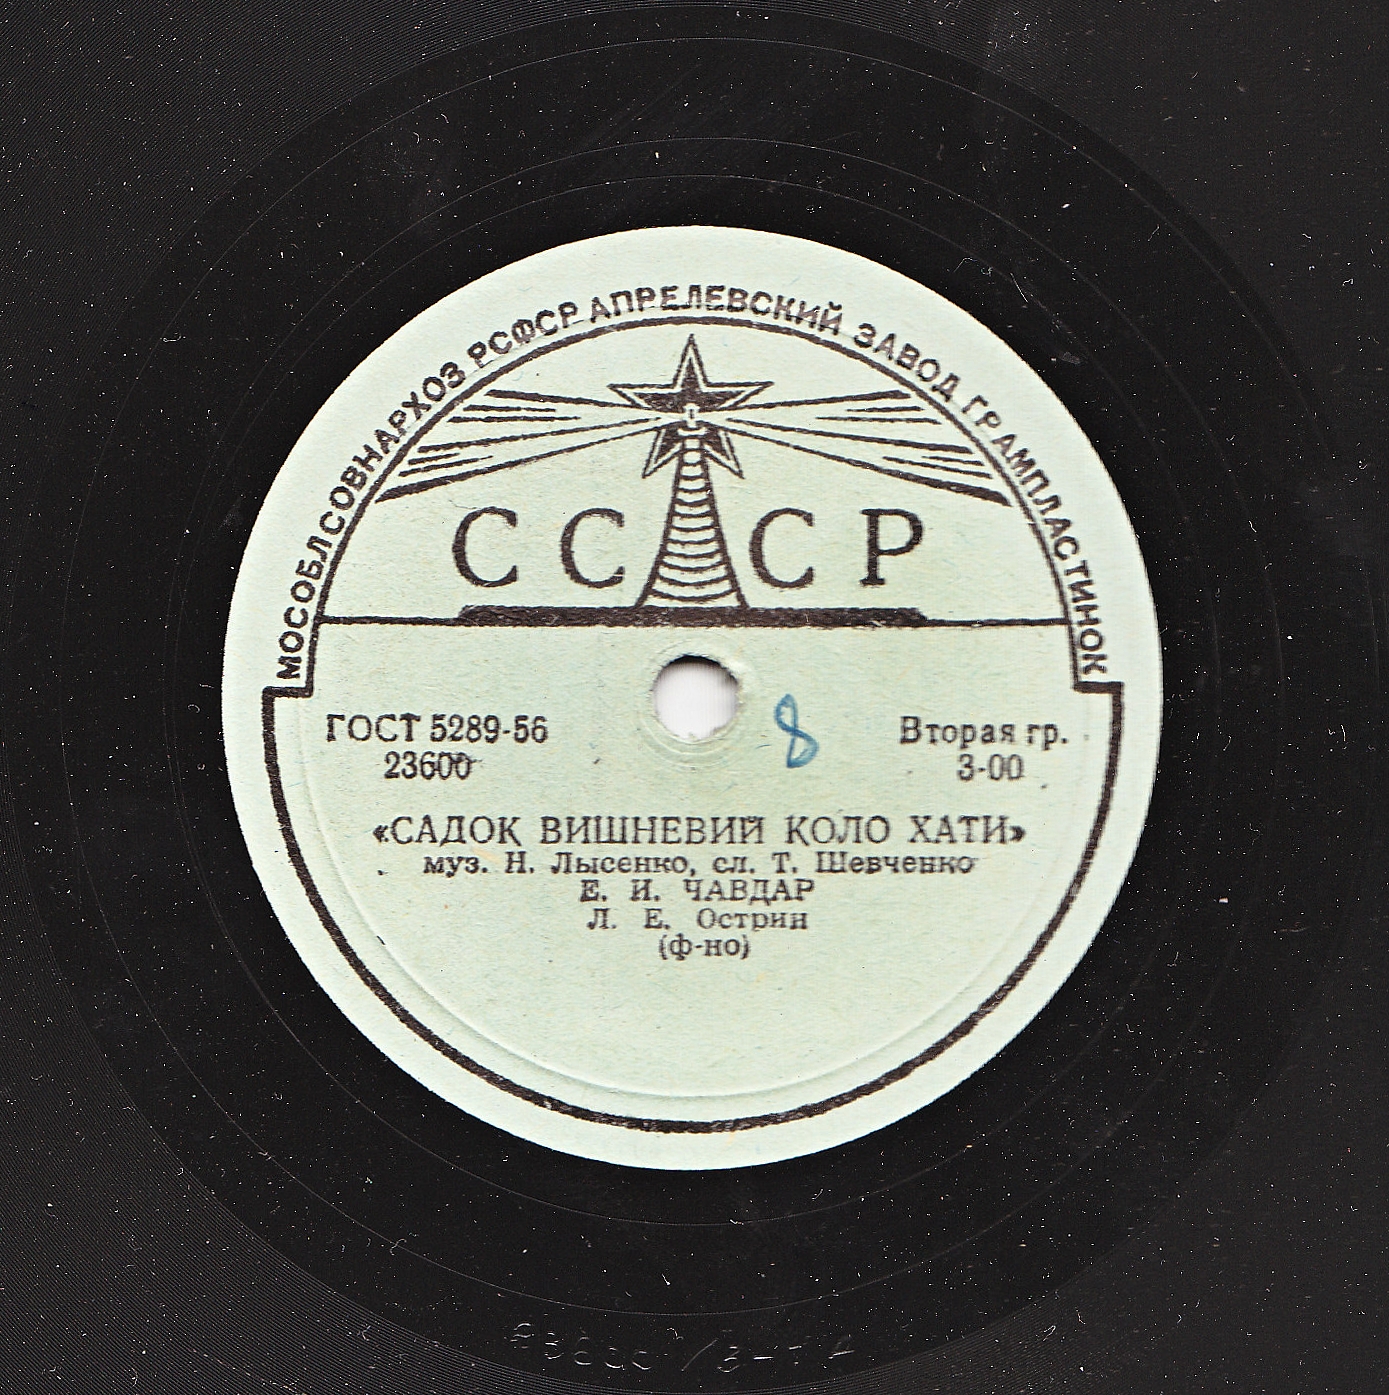 МОСОБЛСОВНАРХОЗ РСФСР АПРЕЛЕВСКИЙ ЗАВОД ГРАМПЛАСТИНОК
СССР
8
ГОСТ 5289-56 Вторая гр.
23600 3-00
«САДОК ВИШНЕВИЙ КОЛО ХАТИ»
муз. Н. Лысенко, сл. Т. Шевченко
Е. И. ЧАВДАР
Л. Е. Острин
(ф-но)